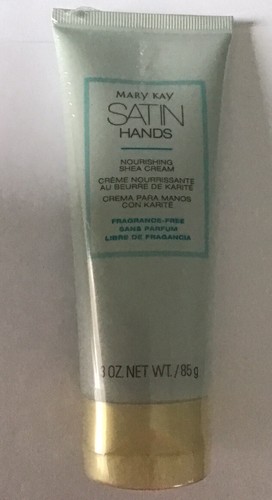 MARY KAY
SATIN
HANDS
NOURISHING
SHEA CREAM
CRÈME NOURRISSANTE
AU BEURRE DE KARITÉ
CREMA PARA MANOS
CON KARITÉ
FRAGRANCE-FREE
SANS PARFUM
LIBRE DE FRAGANCIA
3 OZ. NET WT. / 85 g